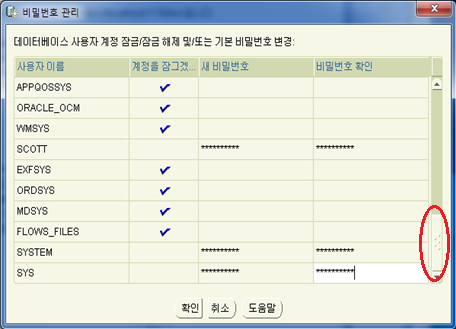 비밀번호 관리
데이터베이스 사용자 계정 잠금/잠금 해제 및/또는 기본 비밀번호 변경:
사용자 이름 계정을 잠그겠... 새 비밀번호 비밀번호 확인
APPQOSSYS
ORACLE_OCM
WMSYS
SCOTT ********** **********
EXFSYS
ORDSYS
MDSYS
FLOWS_FILES
SYSTEM ********** **********
SYS ********** **********
확인 취소 도움말